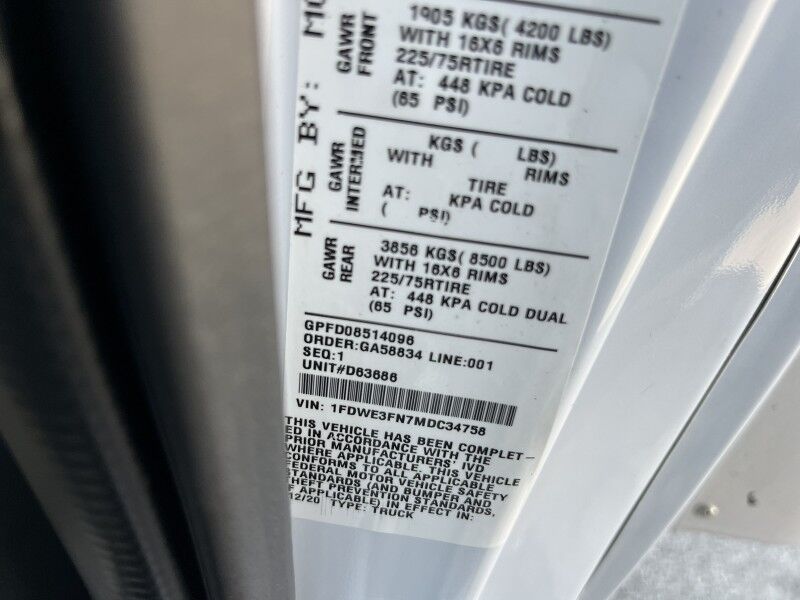 MFG BY: MO
GAWR FRONT
1905 KGS( 4200 LBS)
WITH 16X6 RIMS
225/75RTIRE
AT: 448 KPA COLD
(65 PSI)
GAWR INTERMED
KGS ( LBS)
WITH RIMS
TIRE
AT: KPA COLD
( PSI)
GAWR REAR
3856 KGS( 8500 LBS)
WITH 16X6 RIMS
225/75RTIRE
AT: 448 KPA COLD DUAL
(65 PSI)
GPFD08514096
ORDER:GA58834 LINE:001
SEQ:1
UNIT#D63686
VIN: 1FDWE3FN7MDC34758
THIS VEHICLE HAS BEEN COMPLET-
ED IN ACCORDANCE WITH THE
PRIOR MANUFACTURERS' IVD
WHERE APPLICABLE. THIS VEHICLE
CONFORMS TO ALL APPLICABLE
FEDERAL MOTOR VEHICLE SAFETY
STANDARDS (AND BUMPER AND
THEFT PREVENTION STANDARDS,
IF APPLICABLE) IN EFFECT IN:
12/20 TYPE: TRUCK